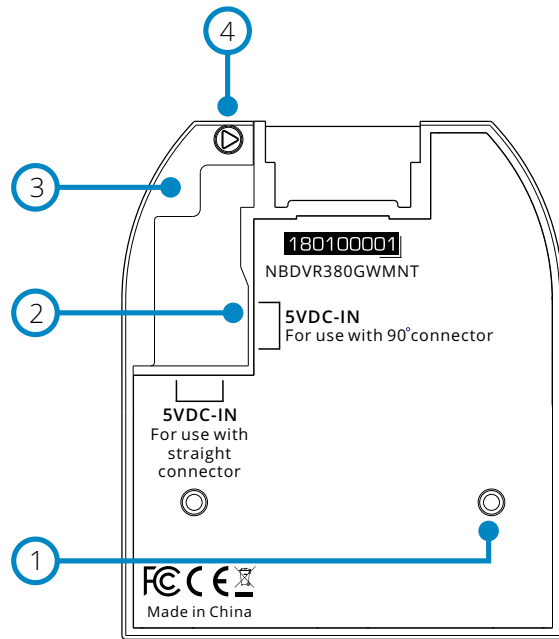 4
3
180100001
NBDVR380GWMNT
2
5VDC-IN
For use with 90°connector
5VDC-IN
For use with
straight
connector
1
FC CE
Made in China